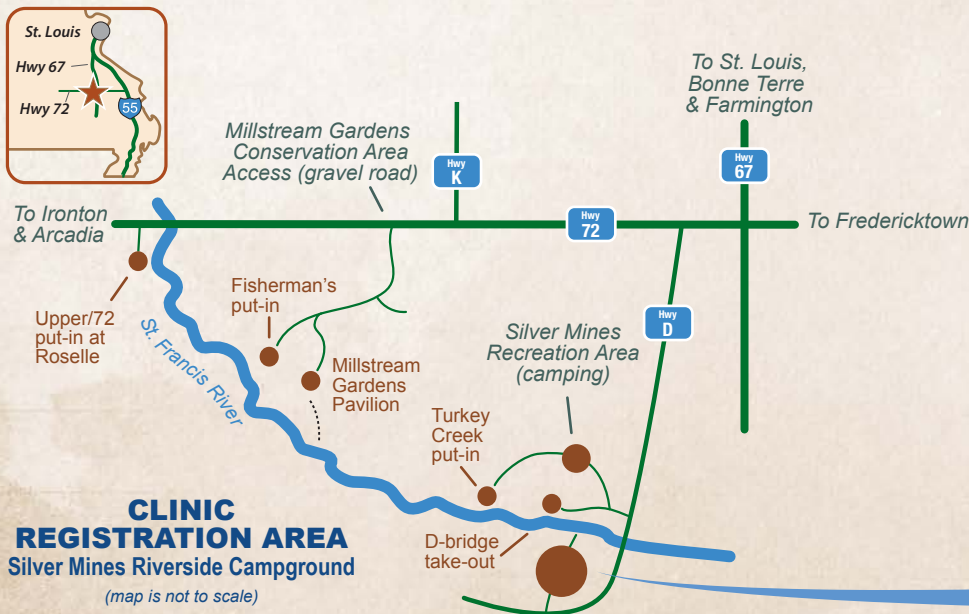 St. Louis
Hwy 67
Hwy 72
55
To St. Louis,
Bonne Terre
& Farmington
Millstream Gardens
Conservation Area
Access (gravel road)
Hwy
K
Hwy
67
To Ironton
& Arcadia
Hwy
72
To Fredericktown
Fisherman's
put-in
Upper/72
put-in at
Roselle
St. Francis River
Hwy
D
Silver Mines
Recreation Area
(camping)
Millstream
Gardens
Pavilion
Turkey
Creek
put-in
D-bridge
take-out
CLINIC
REGISTRATION AREA
Silver Mines Riverside Campground
(map is not to scale)